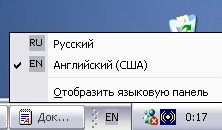 RU Русский
EN Английский (США)
Отобразить языковую панель
Док... EN 0:17